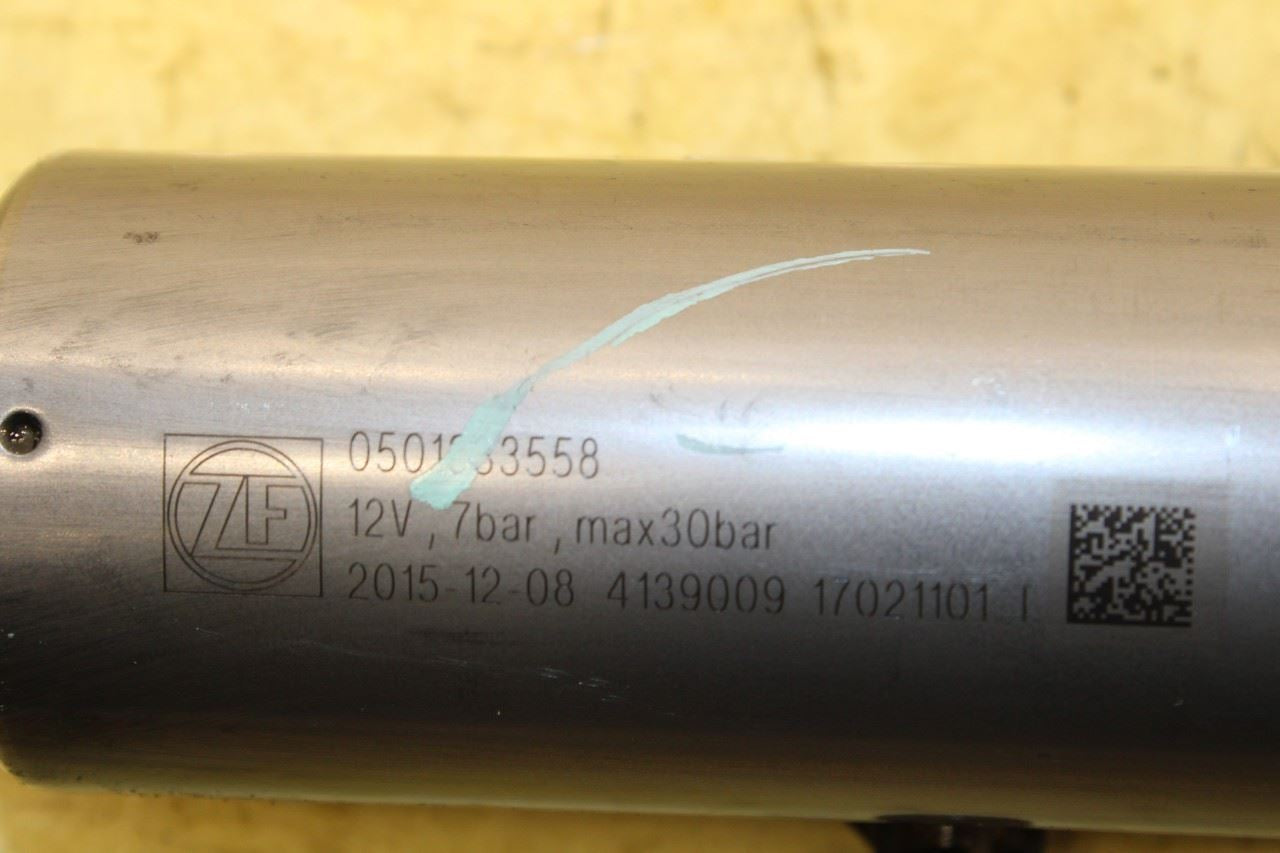 ZF
12V , 7bar , max30bar
2015-12-08 4139009 17021101 I